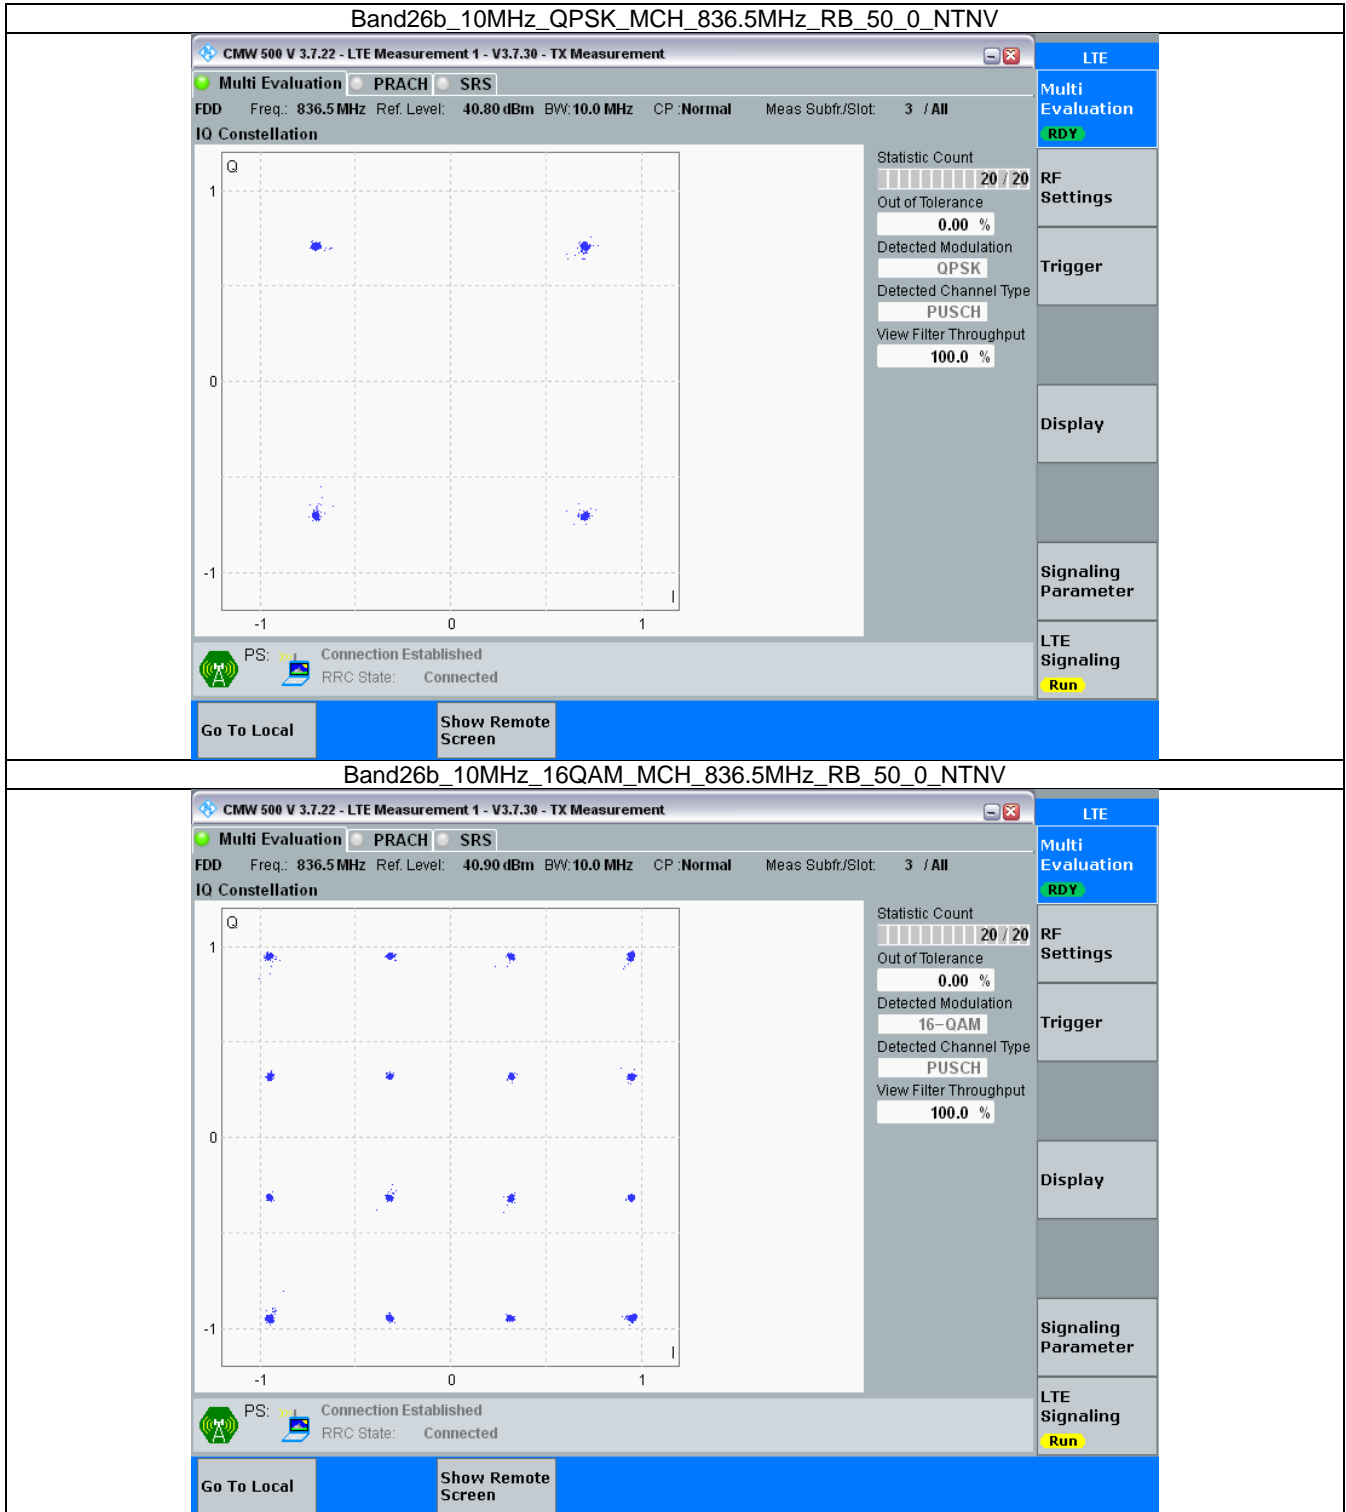 Band26b_10MHz_QPSK_MCH_836.5MHz_RB_50_0_NTNV
CMW 500 V 3.7.22 - LTE Measurement 1 - V3.7.30 - TX Measurement
LTE
Multi Evaluation PRACH SRS
Multi
Evaluation
RDY
FDD Freq.: 836.5 MHz Ref. Level: 40.80 dBm BW: 10.0 MHz CP :Normal Meas Subfr./Slot: 3 / All
IQ Constellation
Q
1
0
-1
I
-1 0 1
Statistic Count
20 / 20
Out of Tolerance
0.00 %
Detected Modulation
QPSK
Detected Channel Type
PUSCH
View Filter Throughput
100.0 %
RF
Settings
Trigger
Display
Signaling
Parameter
LTE
Signaling
Run
PS: Connection Established
RRC State: Connected
Go To Local
Show Remote
Screen
Band26b_10MHz_16QAM_MCH_836.5MHz_RB_50_0_NTNV
CMW 500 V 3.7.22 - LTE Measurement 1 - V3.7.30 - TX Measurement
LTE
Multi Evaluation PRACH SRS
Multi
Evaluation
RDY
FDD Freq.: 836.5 MHz Ref. Level: 40.90 dBm BW: 10.0 MHz CP :Normal Meas Subfr./Slot: 3 / All
IQ Constellation
Q
1
0
-1
I
-1 0 1
Statistic Count
20 / 20
Out of Tolerance
0.00 %
Detected Modulation
16-QAM
Detected Channel Type
PUSCH
View Filter Throughput
100.0 %
RF
Settings
Trigger
Display
Signaling
Parameter
LTE
Signaling
Run
PS: Connection Established
RRC State: Connected
Go To Local
Show Remote
Screen